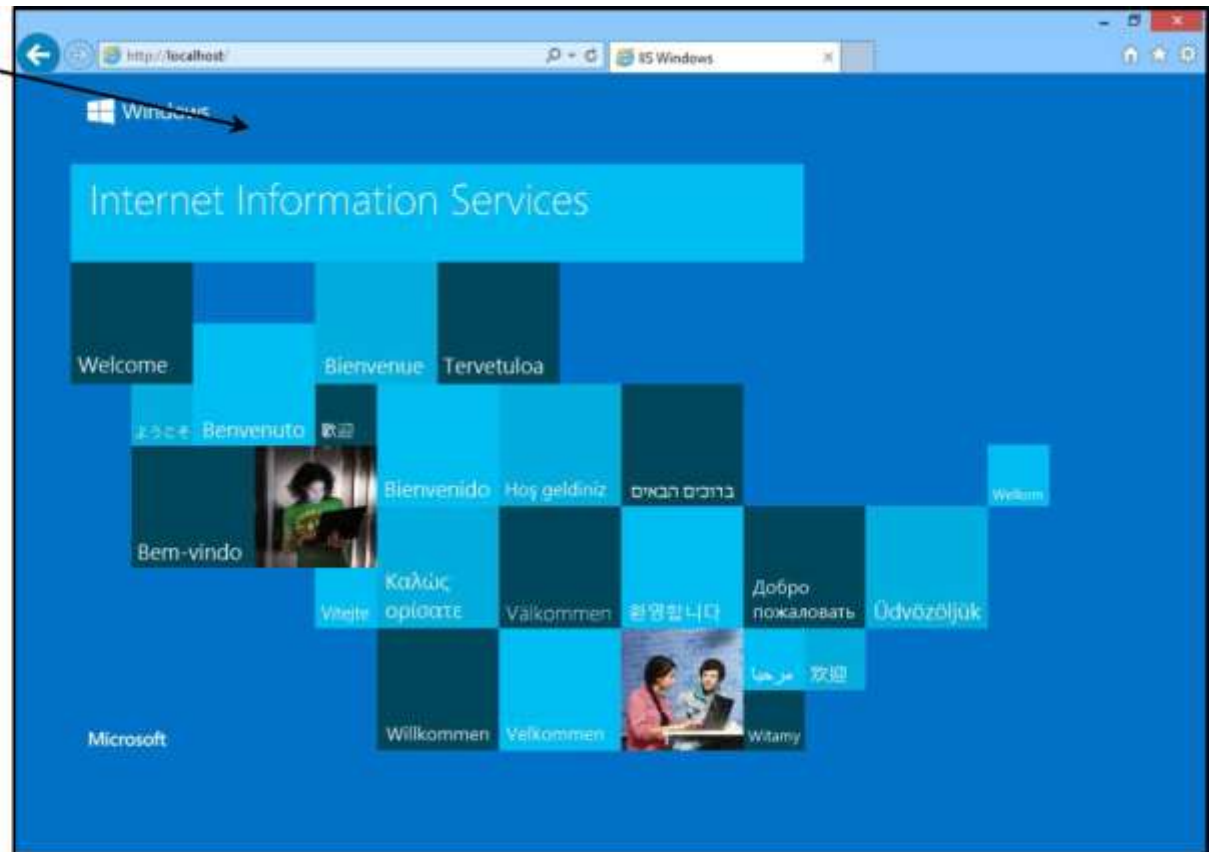 http://localhost/
IIS Windows
Windows
Internet Information Services
Welcome
Bienvenue
Tervetuloa
ようこそ
Benvenuto
歡迎
Bienvenido
Hoş geldiniz
ברוכים הבאים
Welkom
Bem-vindo
Vítejte
Καλώς
ορίσατε
Välkommen
환영합니다
Добро
пожаловать
Üdvözöljük
مرحبا
欢迎
Microsoft
Willkommen
Velkommen
Witamy